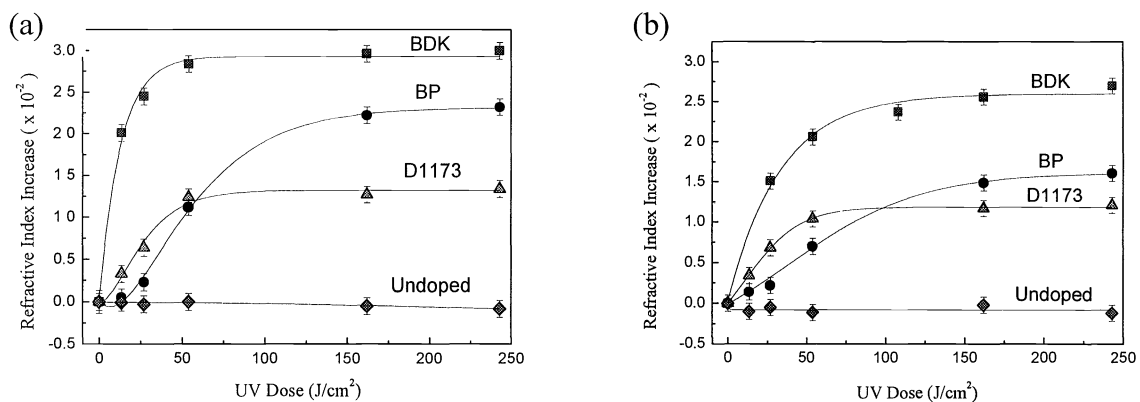 (a)
Refractive Index Increase ( x 10⁻²)
3.0
2.5
2.0
1.5
1.0
0.5
0.0
-0.5
BDK
BP
D1173
Undoped
0 50 100 150 200 250
UV Dose (J/cm²)
(b)
Refractive Index Increase ( x 10⁻²)
3.0
2.5
2.0
1.5
1.0
0.5
0.0
-0.5
BDK
BP
D1173
Undoped
0 50 100 150 200 250
UV Dose (J/cm²)